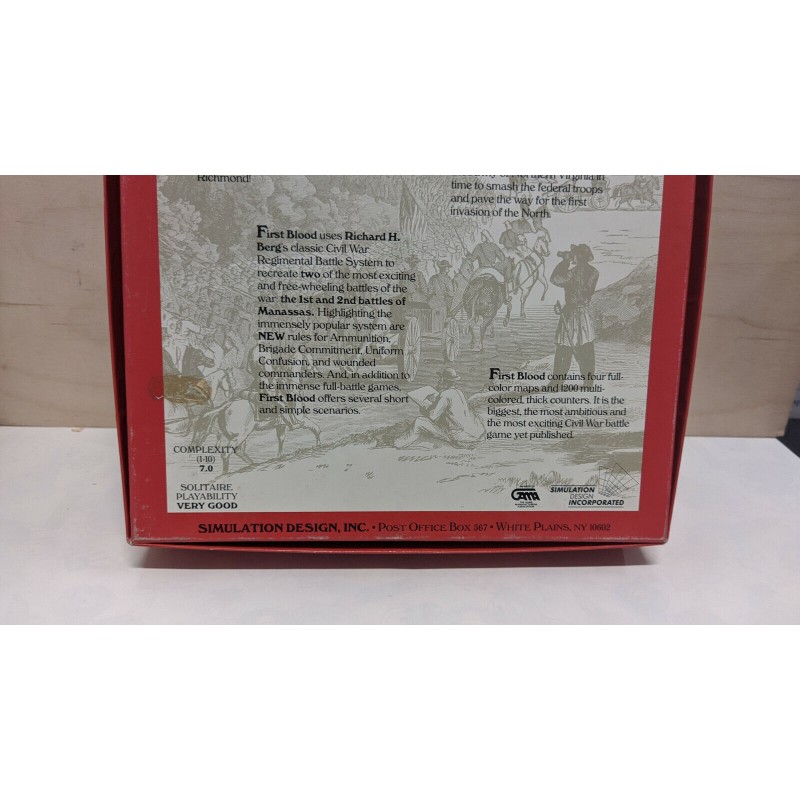 Richmond!
of Northern Virginia in
time to smash the federal troops
and pave the way for the first
invasion of the North.
First Blood uses Richard H.
Berg's classic Civil War
Regimental Battle System to
recreate two of the most exciting
and free-wheeling battles of the
war: the 1st and 2nd battles of
Manassas. Highlighting the
immensely popular system are
NEW rules for Ammunition,
Brigade Commitment, Uniform
Confusion, and wounded
commanders. And, in addition to
the immense full-battle games,
First Blood offers several short
and simple scenarios.
First Blood contains four full-
color maps and 1200 multi-
colored, thick counters. It is the
biggest, the most ambitious and
the most exciting Civil War battle
game yet published.
COMPLEXITY
(1-10)
7.0
SOLITAIRE
PLAYABILITY
VERY GOOD
GAMA
SIMULATION
DESIGN
INCORPORATED
SIMULATION DESIGN, INC. • POST OFFICE BOX 567 • WHITE PLAINS, NY 10602